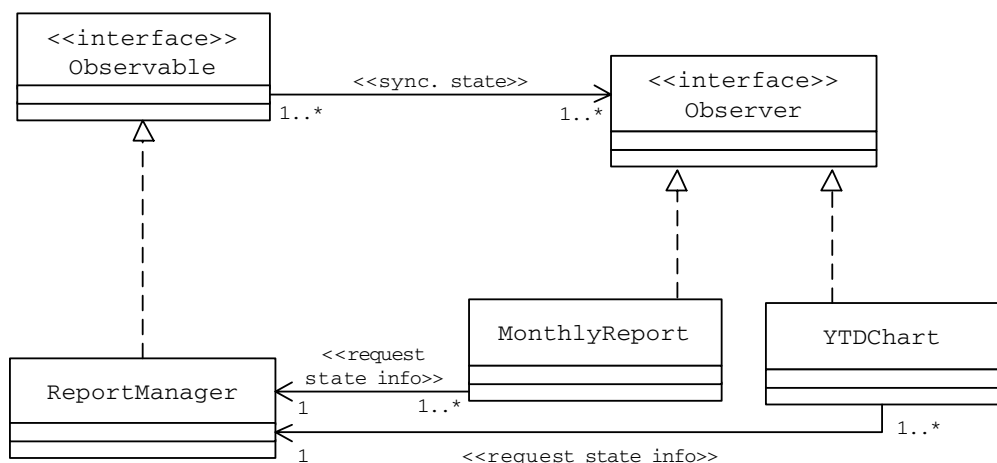 <<interface>>
Observable
<<sync. state>>
1..*
1..*
<<interface>>
Observer
MonthlyReport
YTDChart
<<request
state info>>
ReportManager
1
1..*
1..*
1
<<request state info>>